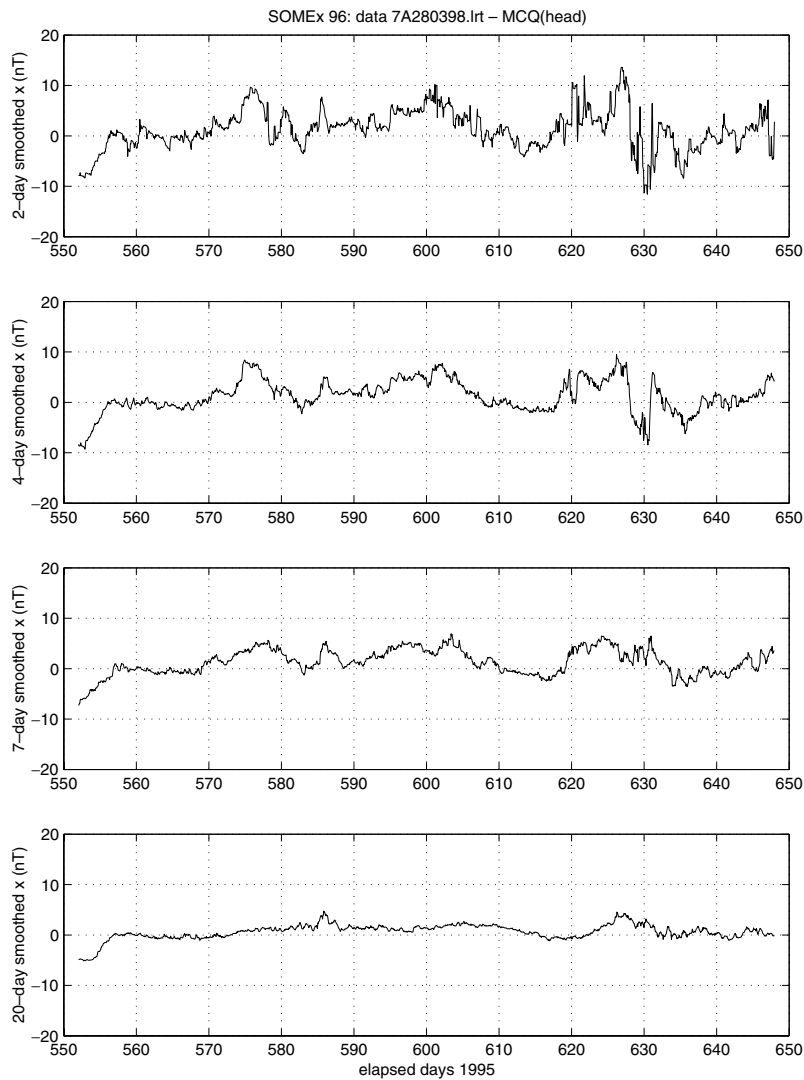 SOMEx 96: data 7A280398.lrt – MCQ(head)
2–day smoothed x (nT)
20
10
0
−10
−20
550 560 570 580 590 600 610 620 630 640 650
4–day smoothed x (nT)
20
10
0
−10
−20
550 560 570 580 590 600 610 620 630 640 650
7–day smoothed x (nT)
20
10
0
−10
−20
550 560 570 580 590 600 610 620 630 640 650
20–day smoothed x (nT)
20
10
0
−10
−20
550 560 570 580 590 600 610 620 630 640 650
elapsed days 1995